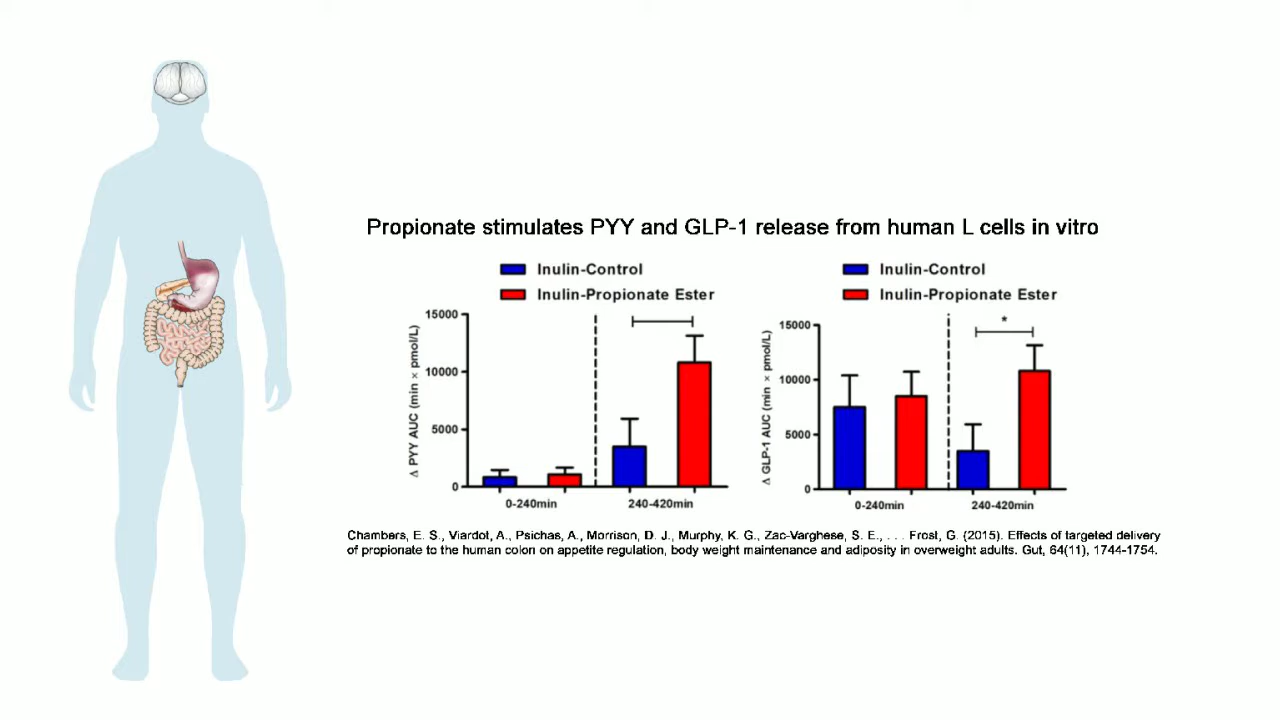 Propionate stimulates PYY and GLP-1 release from human L cells in vitro
Inulin-Control
Inulin-Propionate Ester
15000
10000
5000
0
Δ PYY AUC (min × pmol/L)
0-240min
240-420min
Inulin-Control
Inulin-Propionate Ester
*
15000
10000
5000
0
Δ GLP-1 AUC (min × pmol/L)
0-240min
240-420min
Chambers, E. S., Viardot, A., Psichas, A., Morrison, D. J., Murphy, K. G., Zac-Varghese, S. E., . . . Frost, G. (2015). Effects of targeted delivery
of propionate to the human colon on appetite regulation, body weight maintenance and adiposity in overweight adults. Gut, 64(11), 1744-1754.